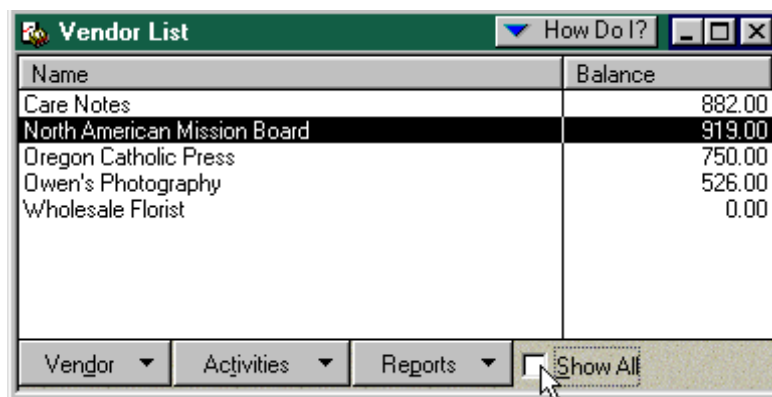 Vendor List How Do I?
Name Balance
Care Notes 882.00
North American Mission Board 919.00
Oregon Catholic Press 750.00
Owen's Photography 526.00
Wholesale Florist 0.00
Vendor Activities Reports Show All